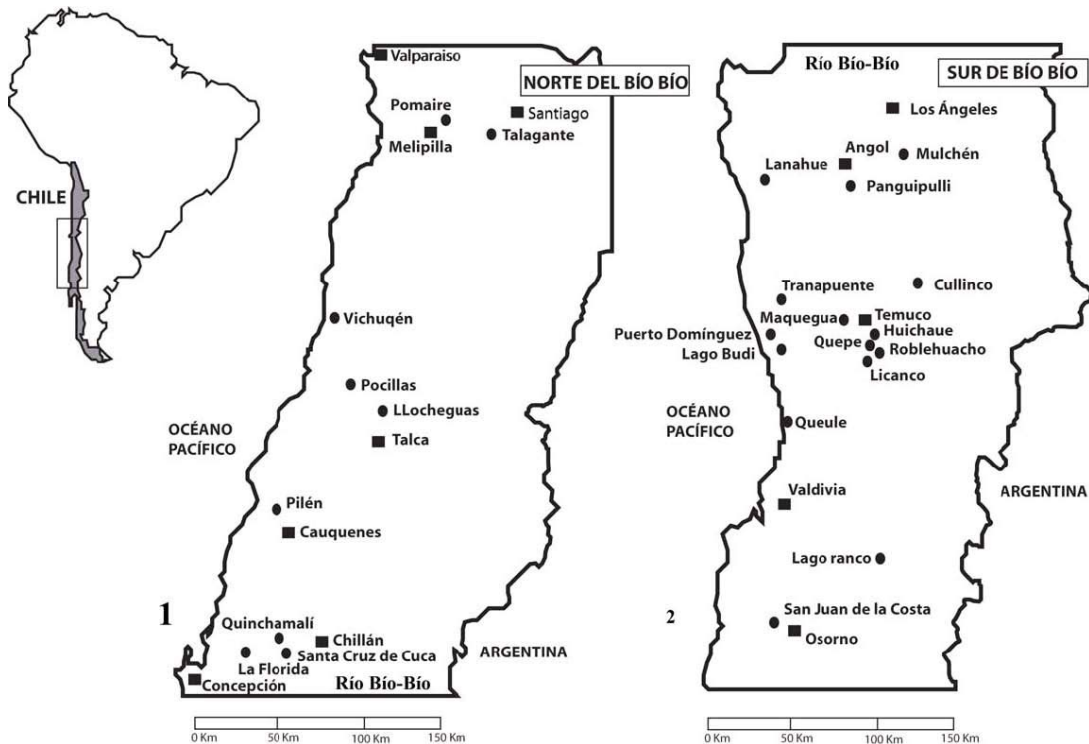 CHILE
Valparaiso
NORTE DEL BÍO BÍO
Pomaire
Santiago
Melipilla
Talagante
Vichuqén
Pocillas
LLocheguas
OCÉANO
PACÍFICO
Talca
Pilén
Cauquenes
1
Quinchamalí
Chillán
ARGENTINA
Santa Cruz de Cuca
La Florida
Concepción
Río Bío-Bío
0 Km
50 Km
100 Km
150 Km
Río Bío-Bío
SUR DE BÍO BÍO
Los Ángeles
Angol
Mulchén
Lanahue
Panguipulli
Cullinco
Tranapuente
Maquegua
Temuco
Puerto Domínguez
Huichaue
Quepe
Lago Budi
Roblehuacho
Licanco
OCÉANO
PACÍFICO
Queule
Valdivia
ARGENTINA
Lago ranco
2
San Juan de la Costa
Osorno
0 Km
50 Km
100 Km
150 Km